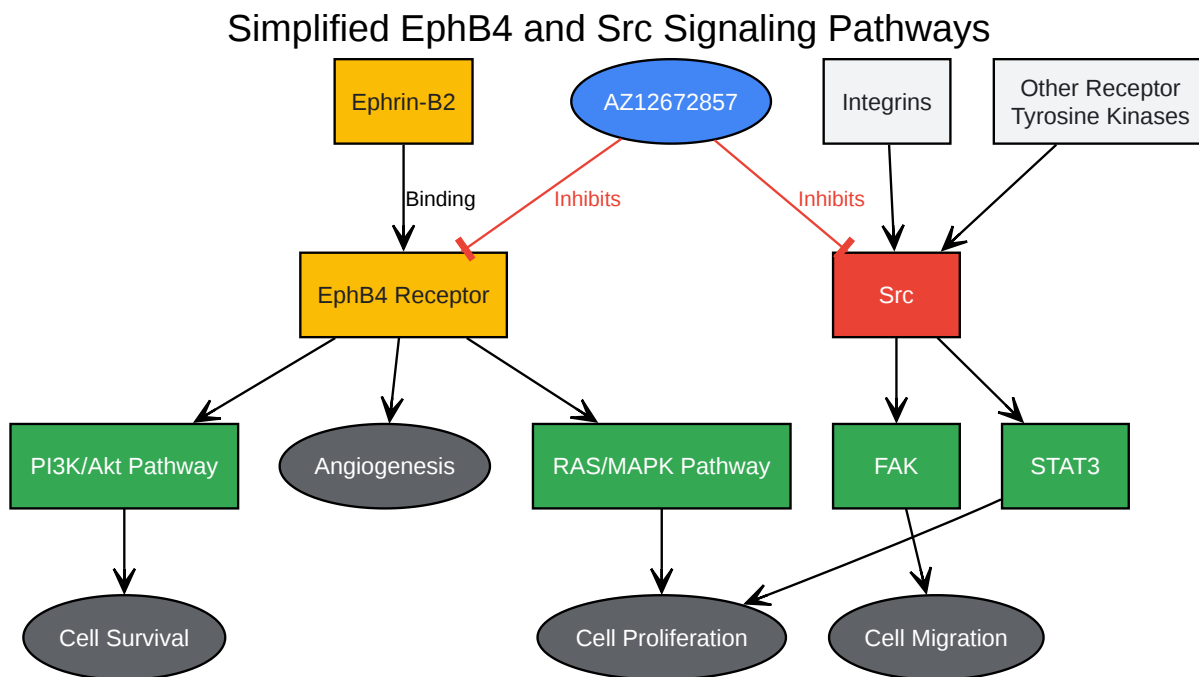 Simplified EphB4 and Src Signaling Pathways
Ephrin-B2
AZ12672857
Integrins
Other Receptor
Tyrosine Kinases
Binding
Inhibits
Inhibits
EphB4 Receptor
Src
PI3K/Akt Pathway
Angiogenesis
RAS/MAPK Pathway
FAK
STAT3
Cell Survival
Cell Proliferation
Cell Migration